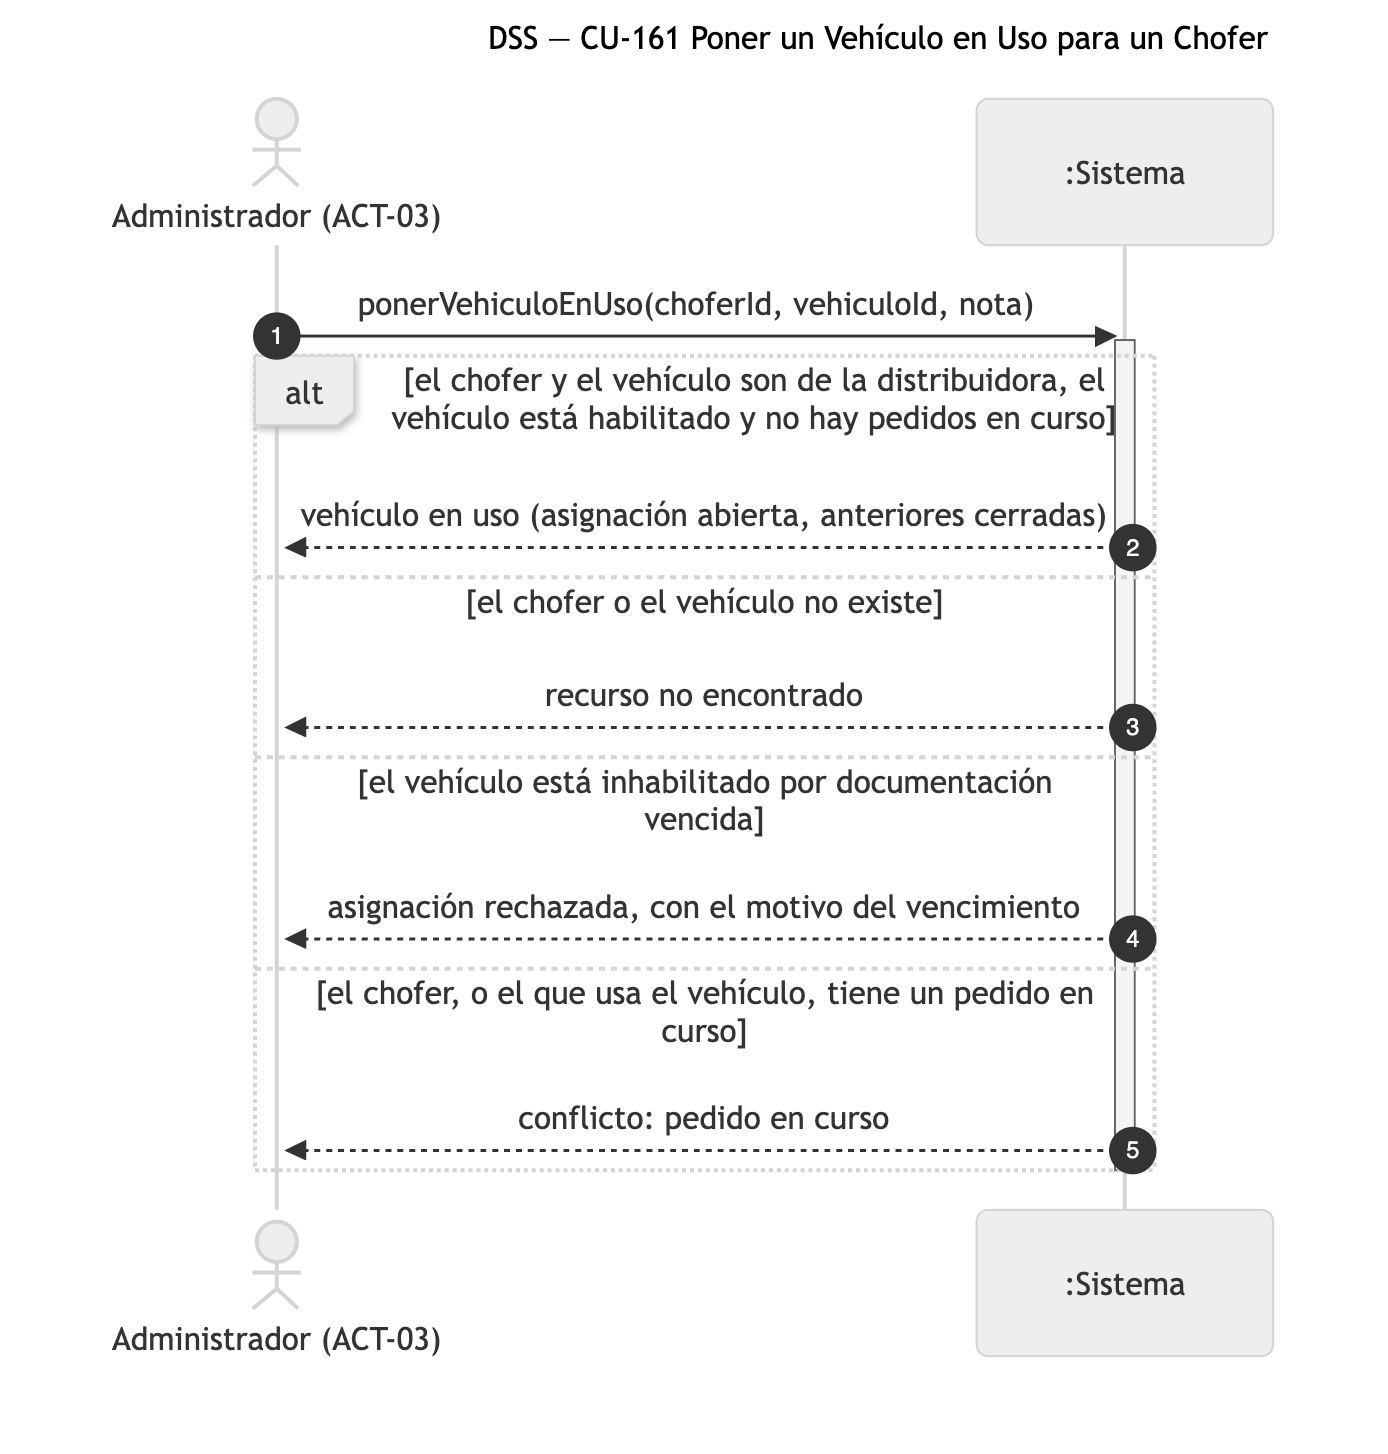 DSS — CU-161 Poner un Vehículo en Uso para un Chofer
:Sistema
Administrador (ACT-03)
ponerVehiculoEnUso(choferId, vehiculoId, nota)
1
alt
[el chofer y el vehículo son de la distribuidora, el
vehículo está habilitado y no hay pedidos en curso]
vehículo en uso (asignación abierta, anteriores cerradas)
2
[el chofer o el vehículo no existe]
recurso no encontrado
3
[el vehículo está inhabilitado por documentación
vencida]
asignación rechazada, con el motivo del vencimiento
4
[el chofer, o el que usa el vehículo, tiene un pedido en
curso]
conflicto: pedido en curso
5
:Sistema
Administrador (ACT-03)